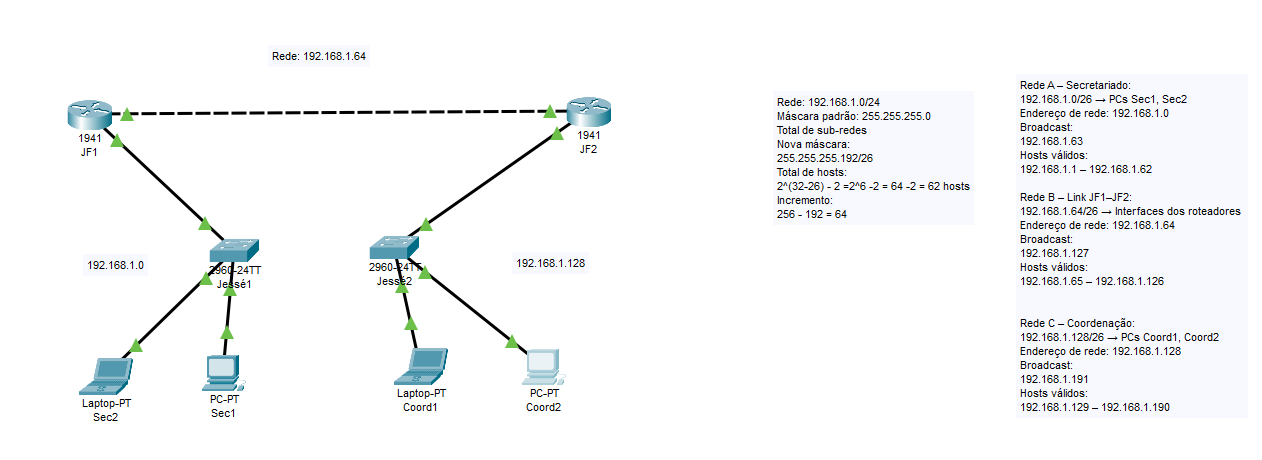 Rede: 192.168.1.64
1941
JF1
1941
JF2
192.168.1.0
2960-24TT
Jessé1
2960-24TT
Jessé2
192.168.1.128
Laptop-PT
Sec2
PC-PT
Sec1
Laptop-PT
Coord1
PC-PT
Coord2
Rede: 192.168.1.0/24
Máscara padrão: 255.255.255.0
Total de sub-redes
Nova máscara:
255.255.255.192/26
Total de hosts:
2^(32-26) - 2 =2^6 -2 = 64 -2 = 62 hosts
Incremento:
256 - 192 = 64
Rede A – Secretariado:
192.168.1.0/26 → PCs Sec1, Sec2
Endereço de rede: 192.168.1.0
Broadcast:
192.168.1.63
Hosts válidos:
192.168.1.1 – 192.168.1.62
Rede B – Link JF1–JF2:
192.168.1.64/26 → Interfaces dos roteadores
Endereço de rede: 192.168.1.64
Broadcast:
192.168.1.127
Hosts válidos:
192.168.1.65 – 192.168.1.126
Rede C – Coordenação:
192.168.1.128/26 → PCs Coord1, Coord2
Endereço de rede: 192.168.1.128
Broadcast:
192.168.1.191
Hosts válidos:
192.168.1.129 – 192.168.1.190